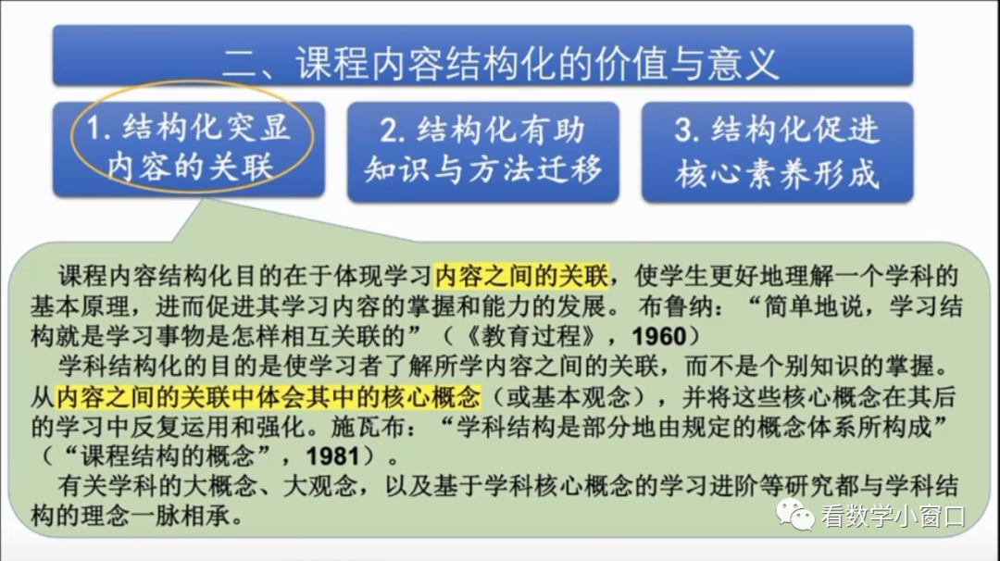 二、课程内容结构化的价值与意义
1.结构化突显
内容的关联
2.结构化有助
知识与方法迁移
3.结构化促进
核心素养形成
课程内容结构化目的在于体现学习内容之间的关联，使学生更好地理解一个学科的
基本原理，进而促进其学习内容的掌握和能力的发展。布鲁纳：“简单地说，学习结
构就是学习事物是怎样相互关联的”（《教育过程》，1960）
学科结构化的目的是使学习者了解所学内容之间的关联，而不是个别知识的掌握。
从内容之间的关联中体会其中的核心概念（或基本观念），并将这些核心概念在其后
的学习中反复运用和强化。施瓦布：“学科结构是部分地由规定的概念体系所构成”
（“课程结构的概念”，1981）。
有关学科的大概念、大观念，以及基于学科核心概念的学习进阶等研究都与学科结
构的理念一脉相承。
看数学小窗口